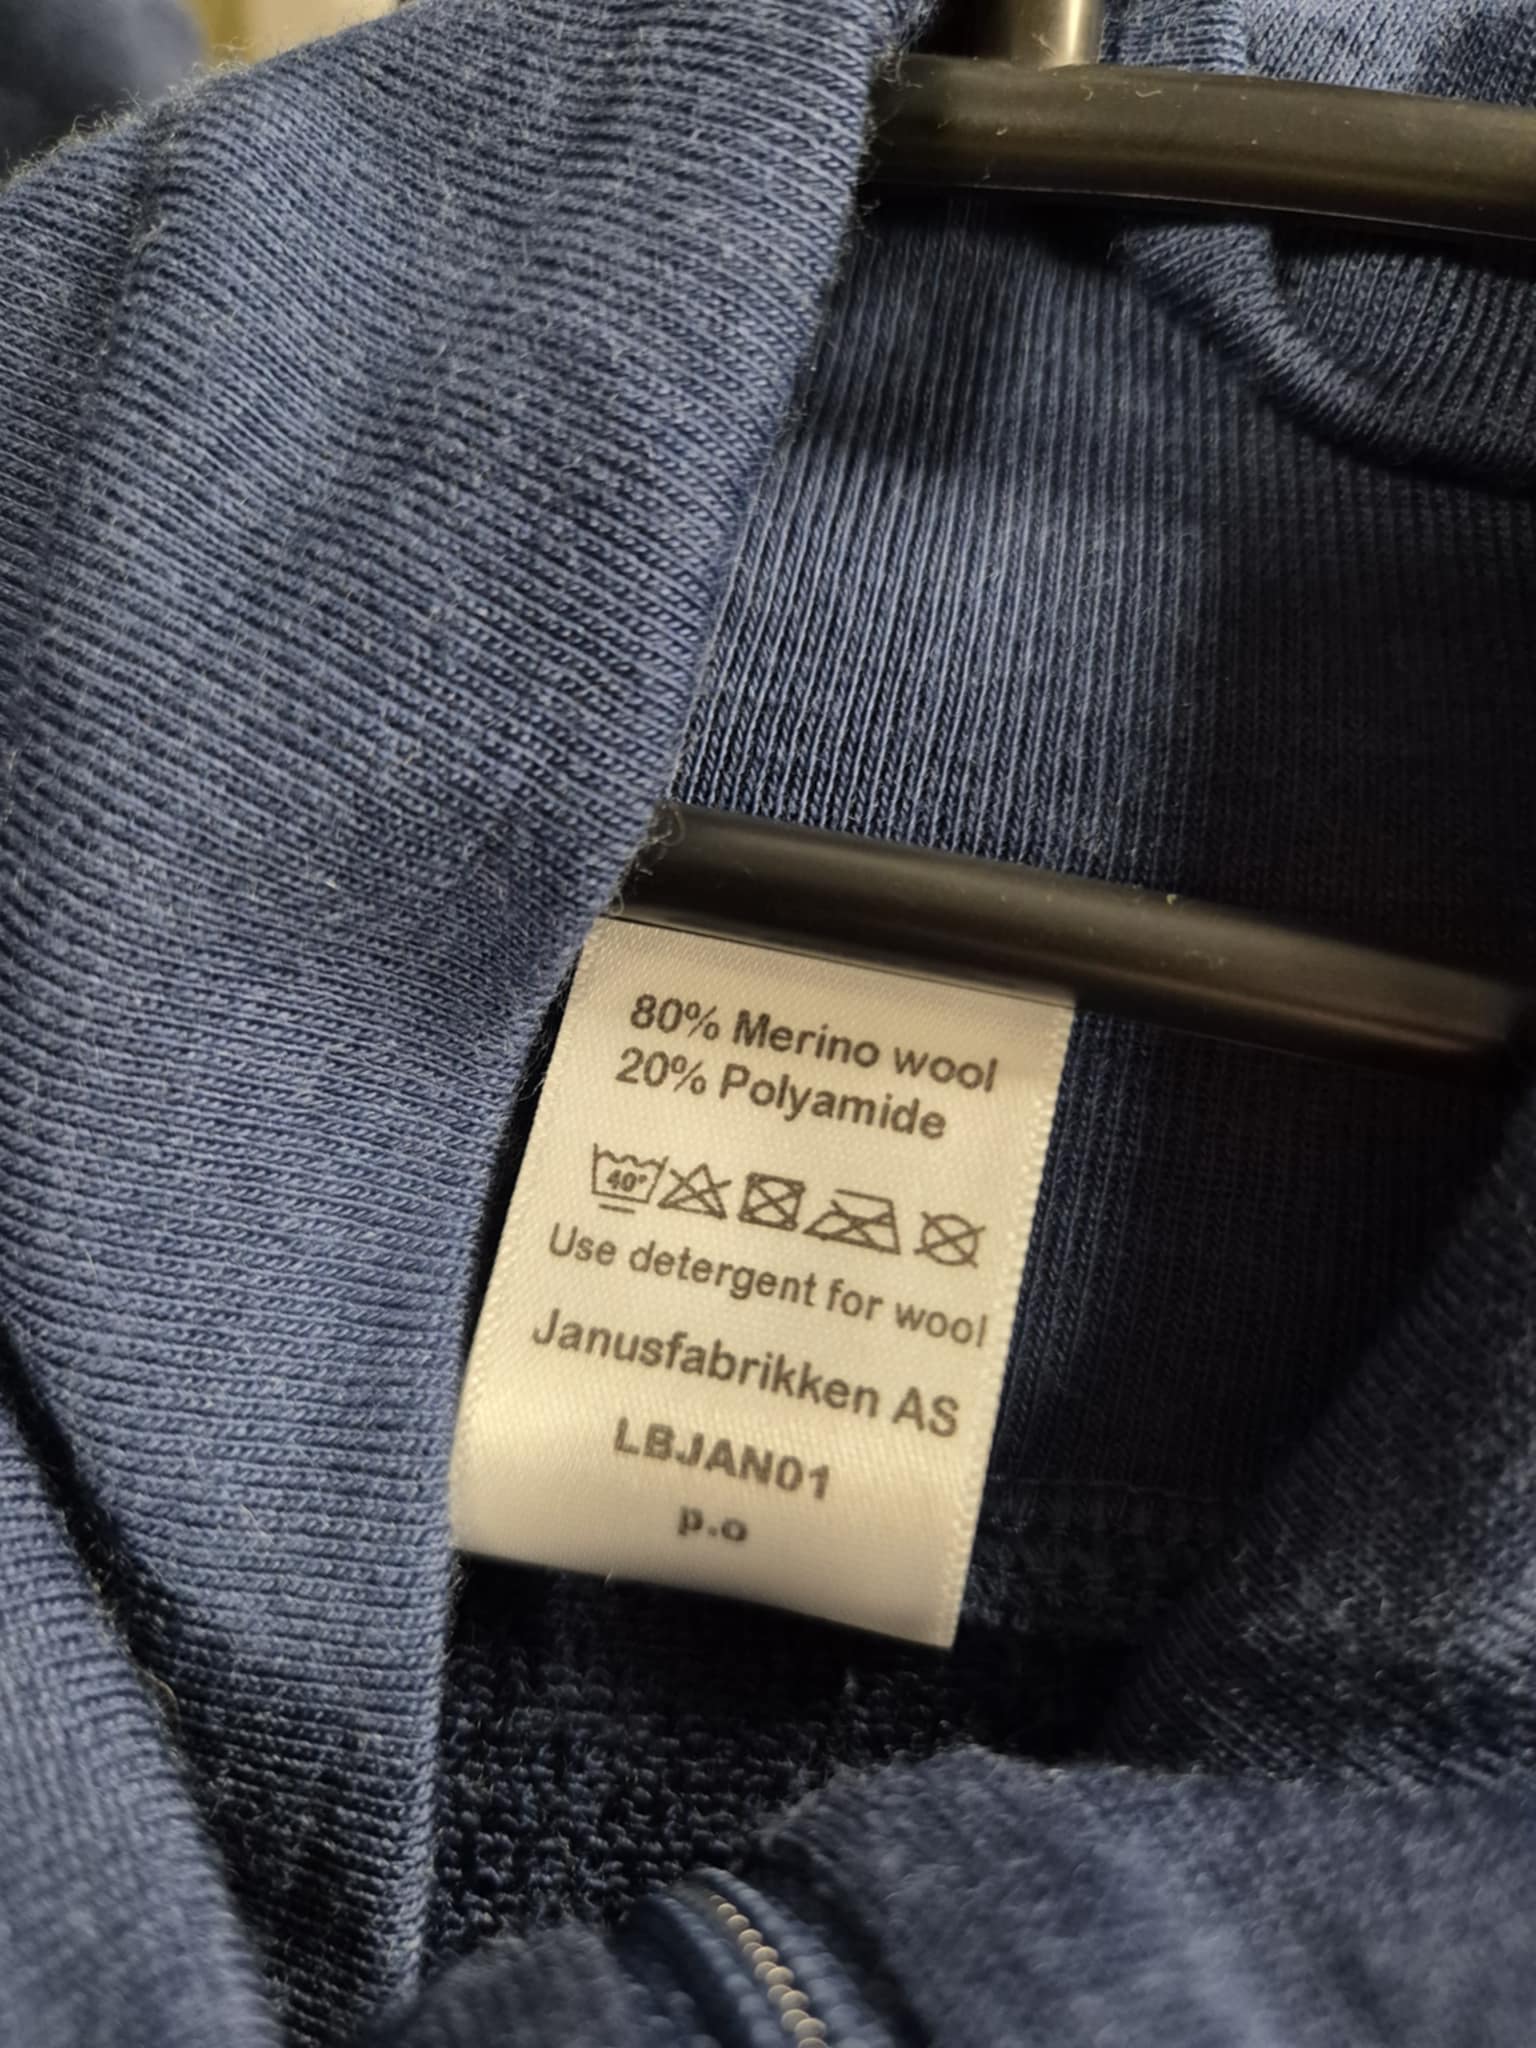 80% Merino wool
20% Polyamide
40°
Use detergent for wool
Janusfabrikken AS
LBJAN01
p.o